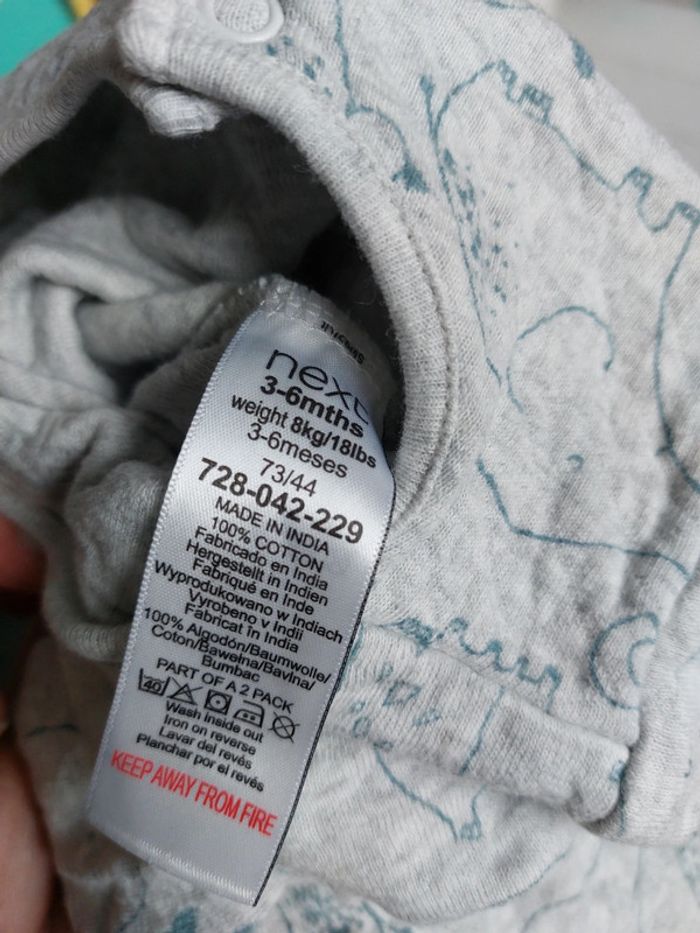 next
3-6mths
weight 8kg/18lbs
3-6meses
73/44
728-042-229
MADE IN INDIA
100% COTTON
Fabricado en India
Hergestellt in Indien
Fabriqué en Inde
Wyprodukowano w Indiach
Vyrobeno v Indii
Fabricat în India
100% Algodón/Baumwolle/
Coton/Bawełna/Bavlna/
Bumbac
PART OF A 2 PACK
40
Wash inside out
Iron on reverse
Lavar del revés
Planchar por el revés
KEEP AWAY FROM FIRE